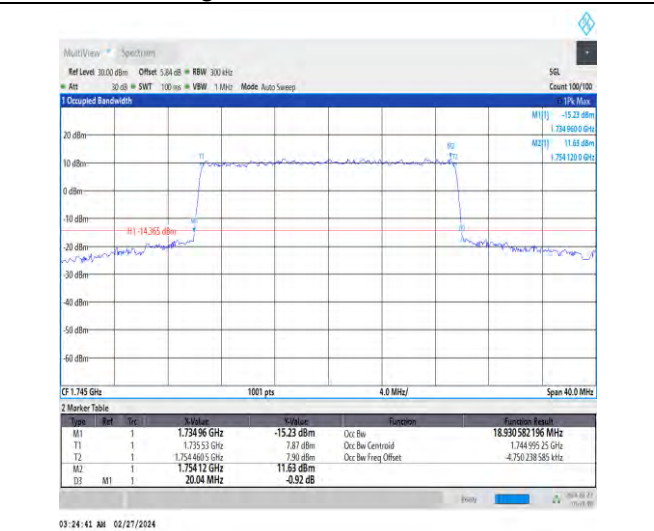 MultiView Spectrum
Ref Level 30.00 dBm Offset 5.84 dB RBW 300 kHz SGL
Att 30 dB SWT 100 ms VBW 1 MHz Mode Auto Sweep Count 100/100
1 Occupied Bandwidth 1Pk Max
M1[1] -15.23 dBm
1.734 960 0 GHz
M2[1] 11.63 dBm
1.754 120 0 GHz
20 dBm
M2
T1 T2
10 dBm
0 dBm
-10 dBm
M1
H1 -14.365 dBm
-20 dBm
-30 dBm
-40 dBm
-50 dBm
-60 dBm
CF 1.745 GHz 1001 pts 4.0 MHz/ Span 40.0 MHz
2 Marker Table
Type Ref Trc X-Value Y-Value Function Function Result
M1 1 1.734 96 GHz -15.23 dBm Occ Bw 18.930 582 196 MHz
T1 1 1.735 53 GHz 7.87 dBm Occ Bw Centroid 1.744 995 25 GHz
T2 1 1.754 460 5 GHz 7.90 dBm Occ Bw Freq Offset -4.750 238 585 kHz
M2 1 1.754 12 GHz 11.63 dBm
D3 M1 1 20.04 MHz -0.92 dB
03:24:41 AM 02/27/2024